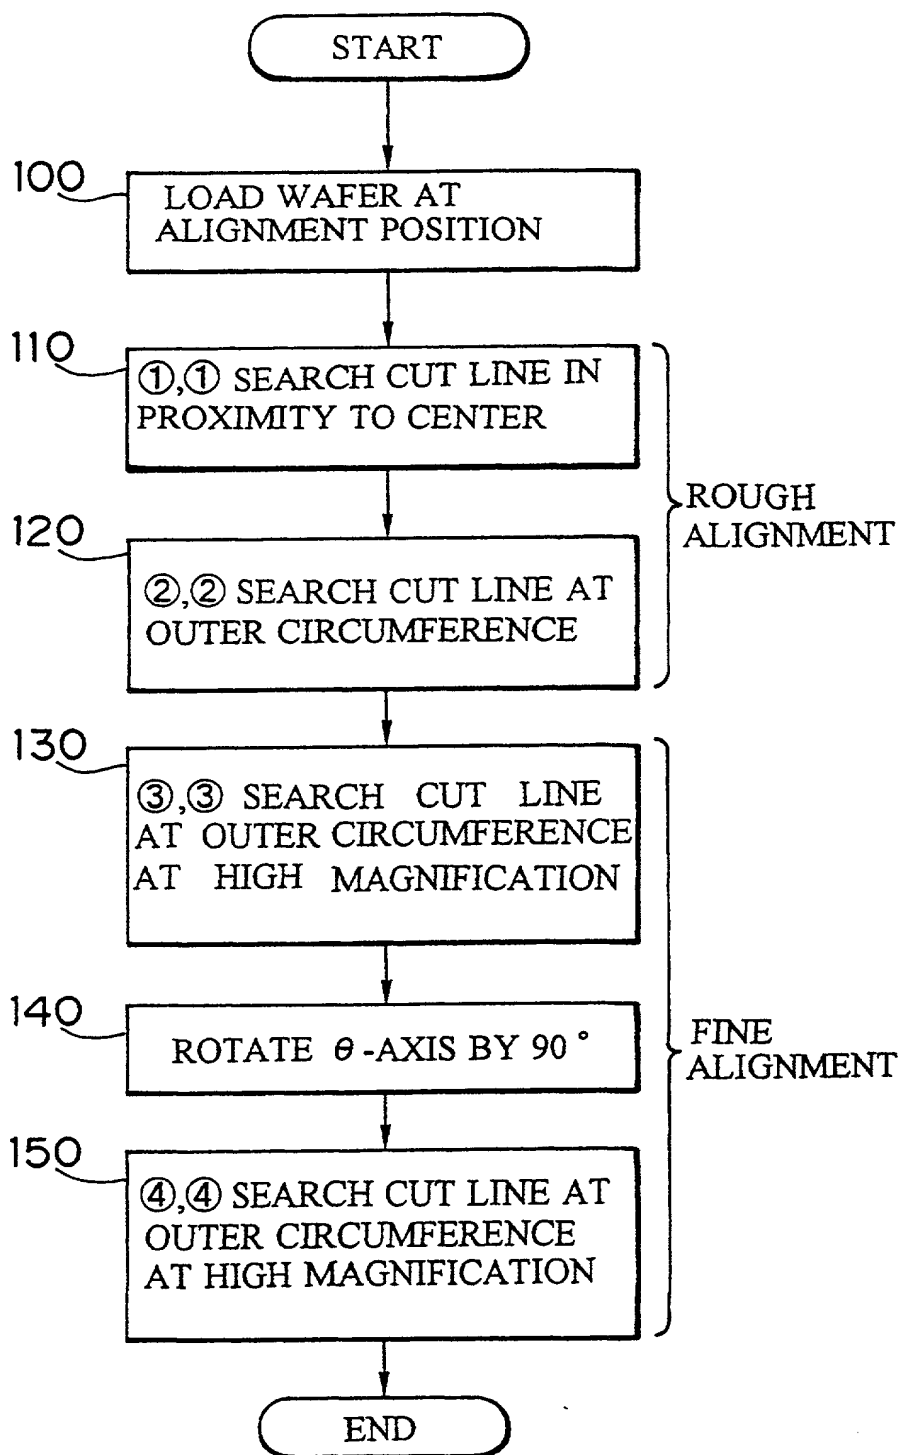 START
100
LOAD WAFER AT
ALIGNMENT POSITION
110
①,① SEARCH CUT LINE IN
PROXIMITY TO CENTER
ROUGH
ALIGNMENT
120
②,② SEARCH CUT LINE AT
OUTER CIRCUMFERENCE
130
③,③ SEARCH CUT LINE
AT OUTER CIRCUMFERENCE
AT HIGH MAGNIFICATION
140
ROTATE θ-AXIS BY 90°
FINE
ALIGNMENT
150
④,④ SEARCH CUT LINE AT
OUTER CIRCUMFERENCE
AT HIGH MAGNIFICATION
END